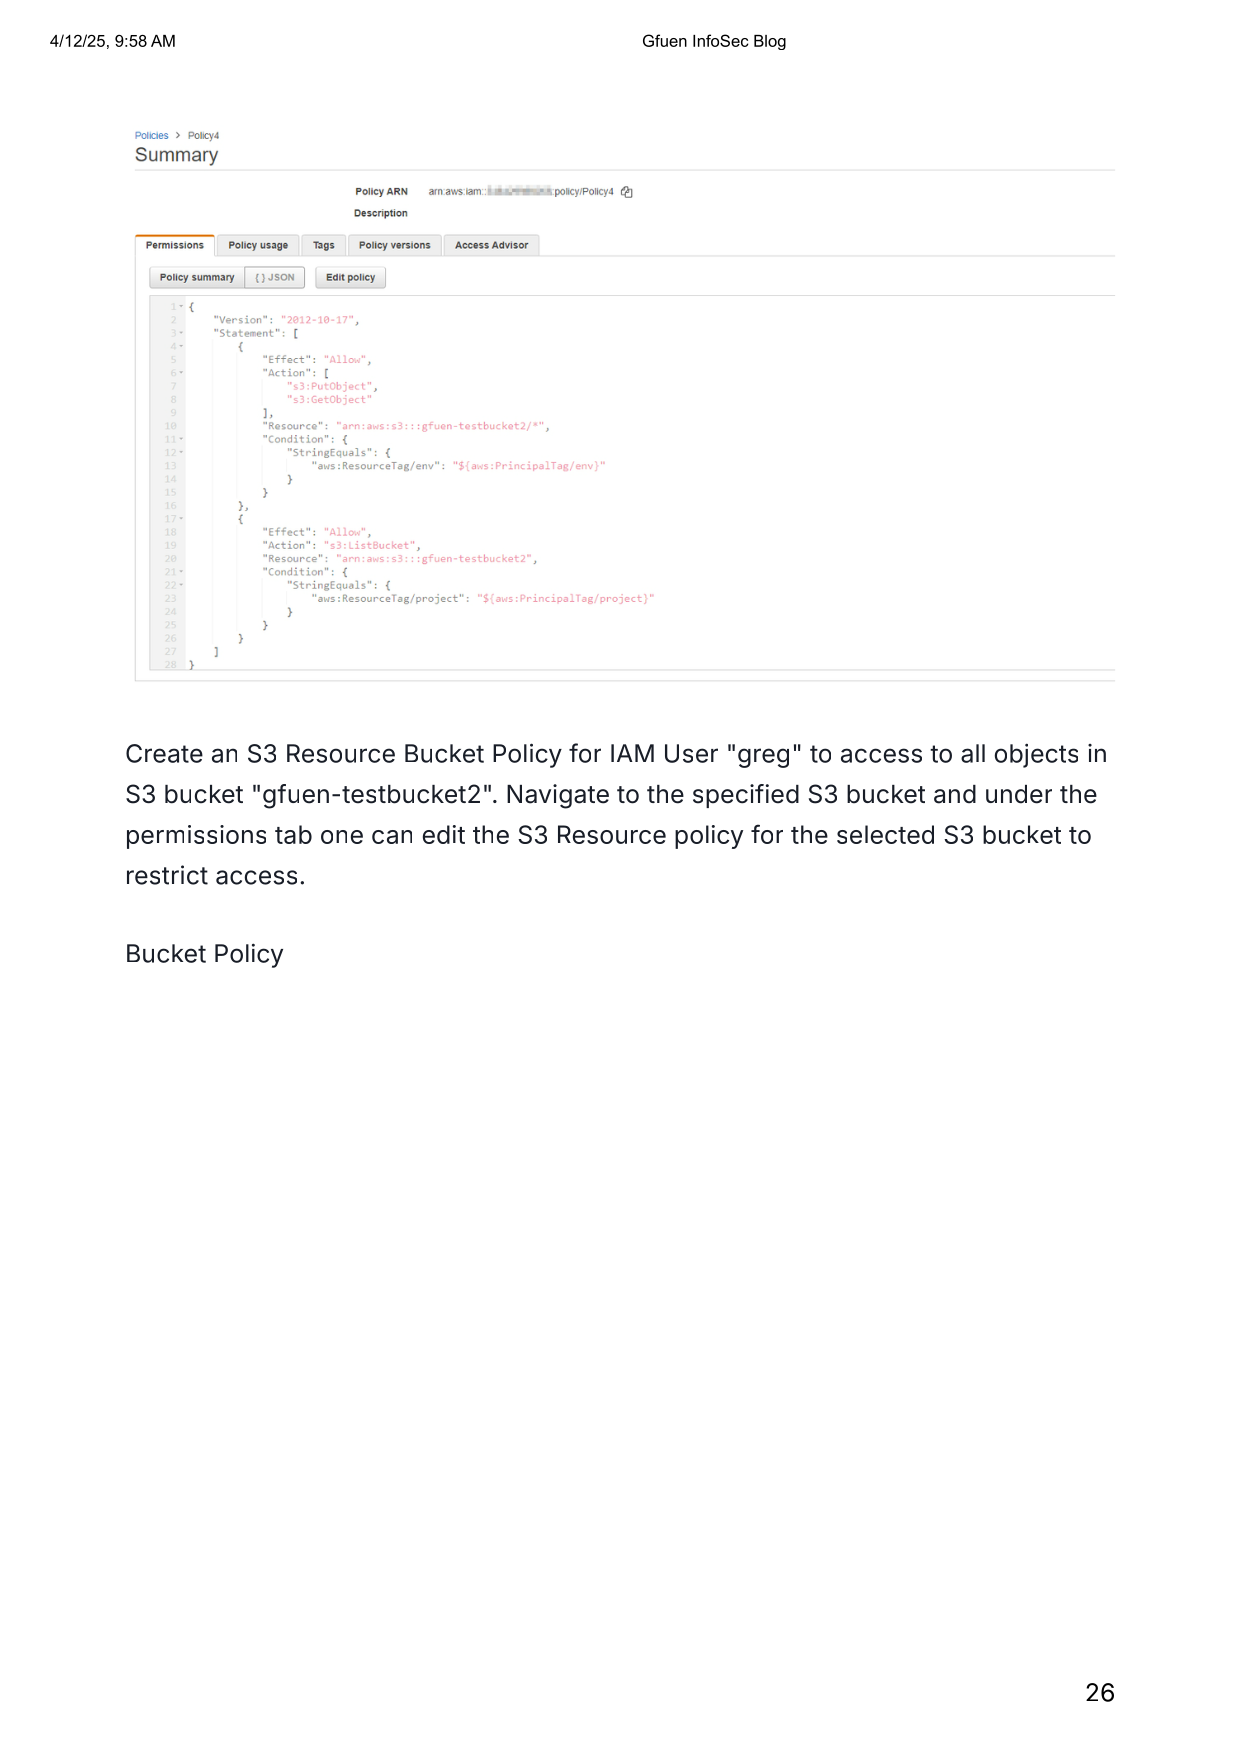 4/12/25, 9:58 AM
Gfuen InfoSec Blog
Policies > Policy4
Summary
Policy ARN arn:aws:iam:: :policy/Policy4
Description
Permissions Policy usage Tags Policy versions Access Advisor
Policy summary { } JSON Edit policy
1 {
2 "Version": "2012-10-17",
3 "Statement": [
4 {
5 "Effect": "Allow",
6 "Action": [
7 "s3:PutObject",
8 "s3:GetObject"
9 ],
10 "Resource": "arn:aws:s3:::gfuen-testbucket2/*",
11 "Condition": {
12 "StringEquals": {
13 "aws:ResourceTag/env": "${aws:PrincipalTag/env}"
14 }
15 }
16 },
17 {
18 "Effect": "Allow",
19 "Action": "s3:ListBucket",
20 "Resource": "arn:aws:s3:::gfuen-testbucket2",
21 "Condition": {
22 "StringEquals": {
23 "aws:ResourceTag/project": "${aws:PrincipalTag/project}"
24 }
25 }
26 }
27 ]
28 }
Create an S3 Resource Bucket Policy for IAM User "greg" to access to all objects in
S3 bucket "gfuen-testbucket2". Navigate to the specified S3 bucket and under the
permissions tab one can edit the S3 Resource policy for the selected S3 bucket to
restrict access.
Bucket Policy
26